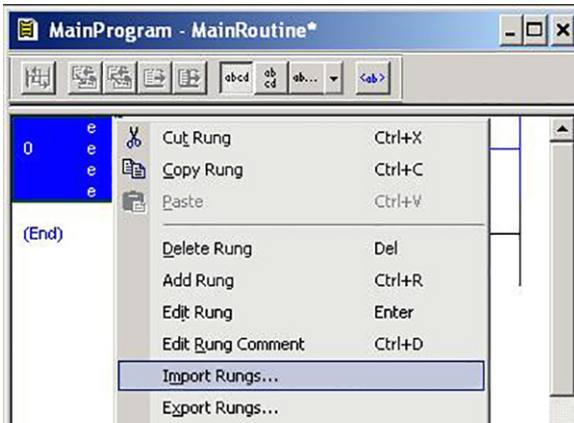 MainProgram - MainRoutine*
abcd ab cd ab... <ab>
e
0 e
e
e
(End)
Cut Rung Ctrl+X
Copy Rung Ctrl+C
Paste Ctrl+V
Delete Rung Del
Add Rung Ctrl+R
Edit Rung Enter
Edit Rung Comment Ctrl+D
Import Rungs...
Export Rungs...